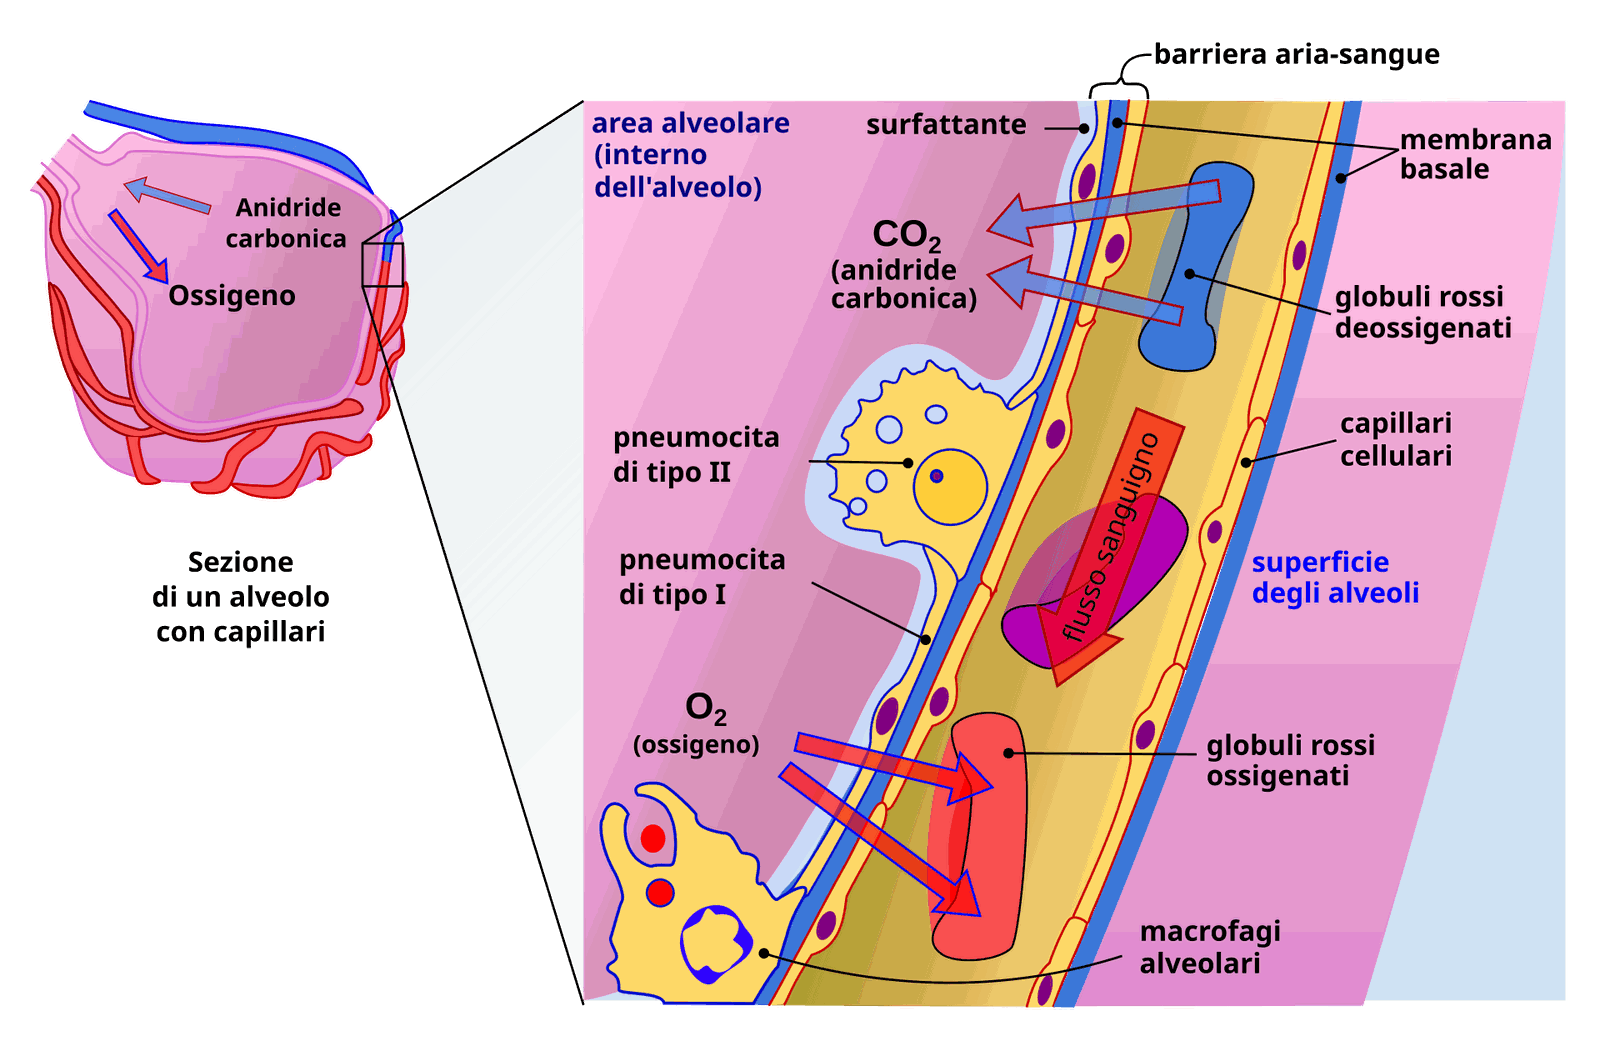 barriera aria-sangue
area alveolare
(interno
dell'alveolo)
surfattante
membrana
basale
Anidride
carbonica
Ossigeno
CO₂
(anidride
carbonica)
globuli rossi
deossigenati
pneumocita
di tipo II
capillari
cellulari
flusso sanguigno
Sezione
di un alveolo
con capillari
pneumocita
di tipo I
superficie
degli alveoli
O₂
(ossigeno)
globuli rossi
ossigenati
macrofagi
alveolari